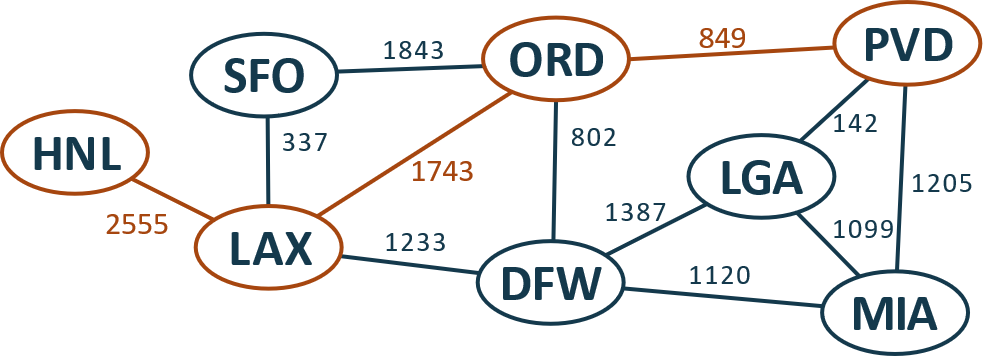 SFO
1843
ORD
849
PVD
HNL
337
802
142
1743
LGA
2555
1387
1205
LAX
1233
1099
DFW
1120
MIA